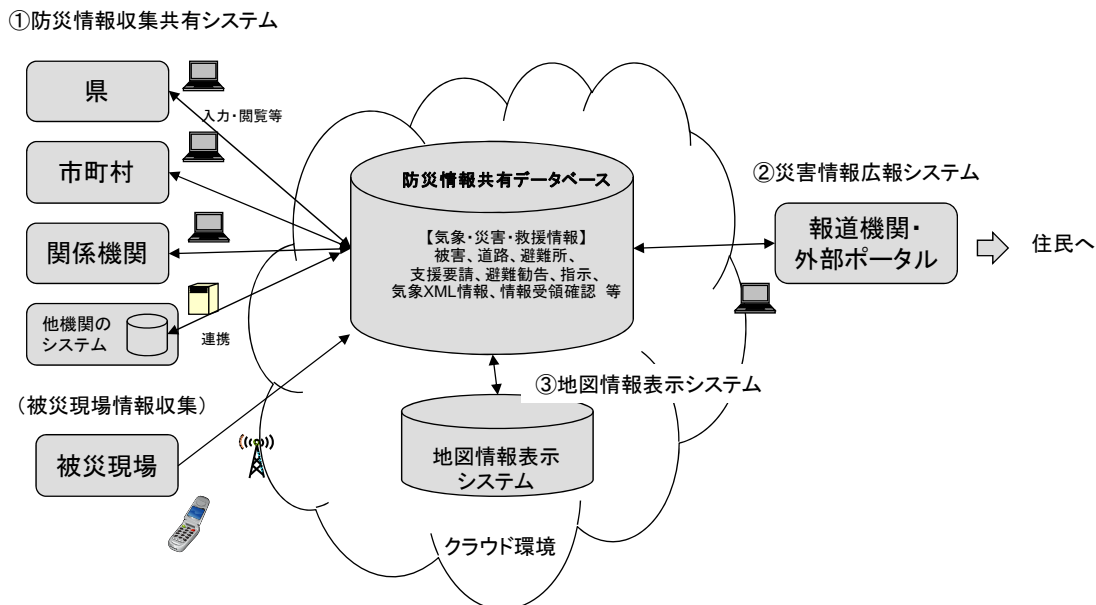 ①防災情報収集共有システム
県
入力・閲覧等
市町村
関係機関
他機関の
システム
連携
(被災現場情報収集)
被災現場
防災情報共有データベース
【気象・災害・救援情報】
被害、道路、避難所、
支援要請、避難勧告、指示、
気象XML情報、情報受領確認 等
③地図情報表示システム
地図情報表示
システム
クラウド環境
②災害情報広報システム
報道機関・
外部ポータル
住民へ